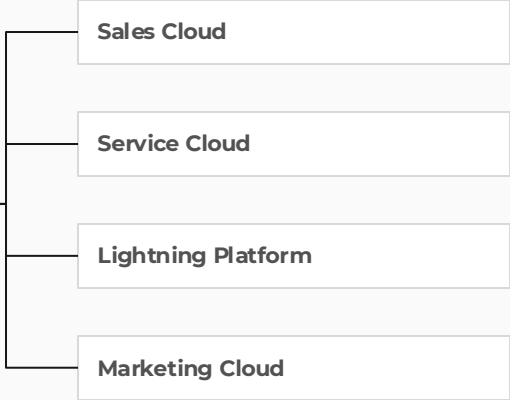 Sales Cloud
Service Cloud
Lightning Platform
Marketing Cloud